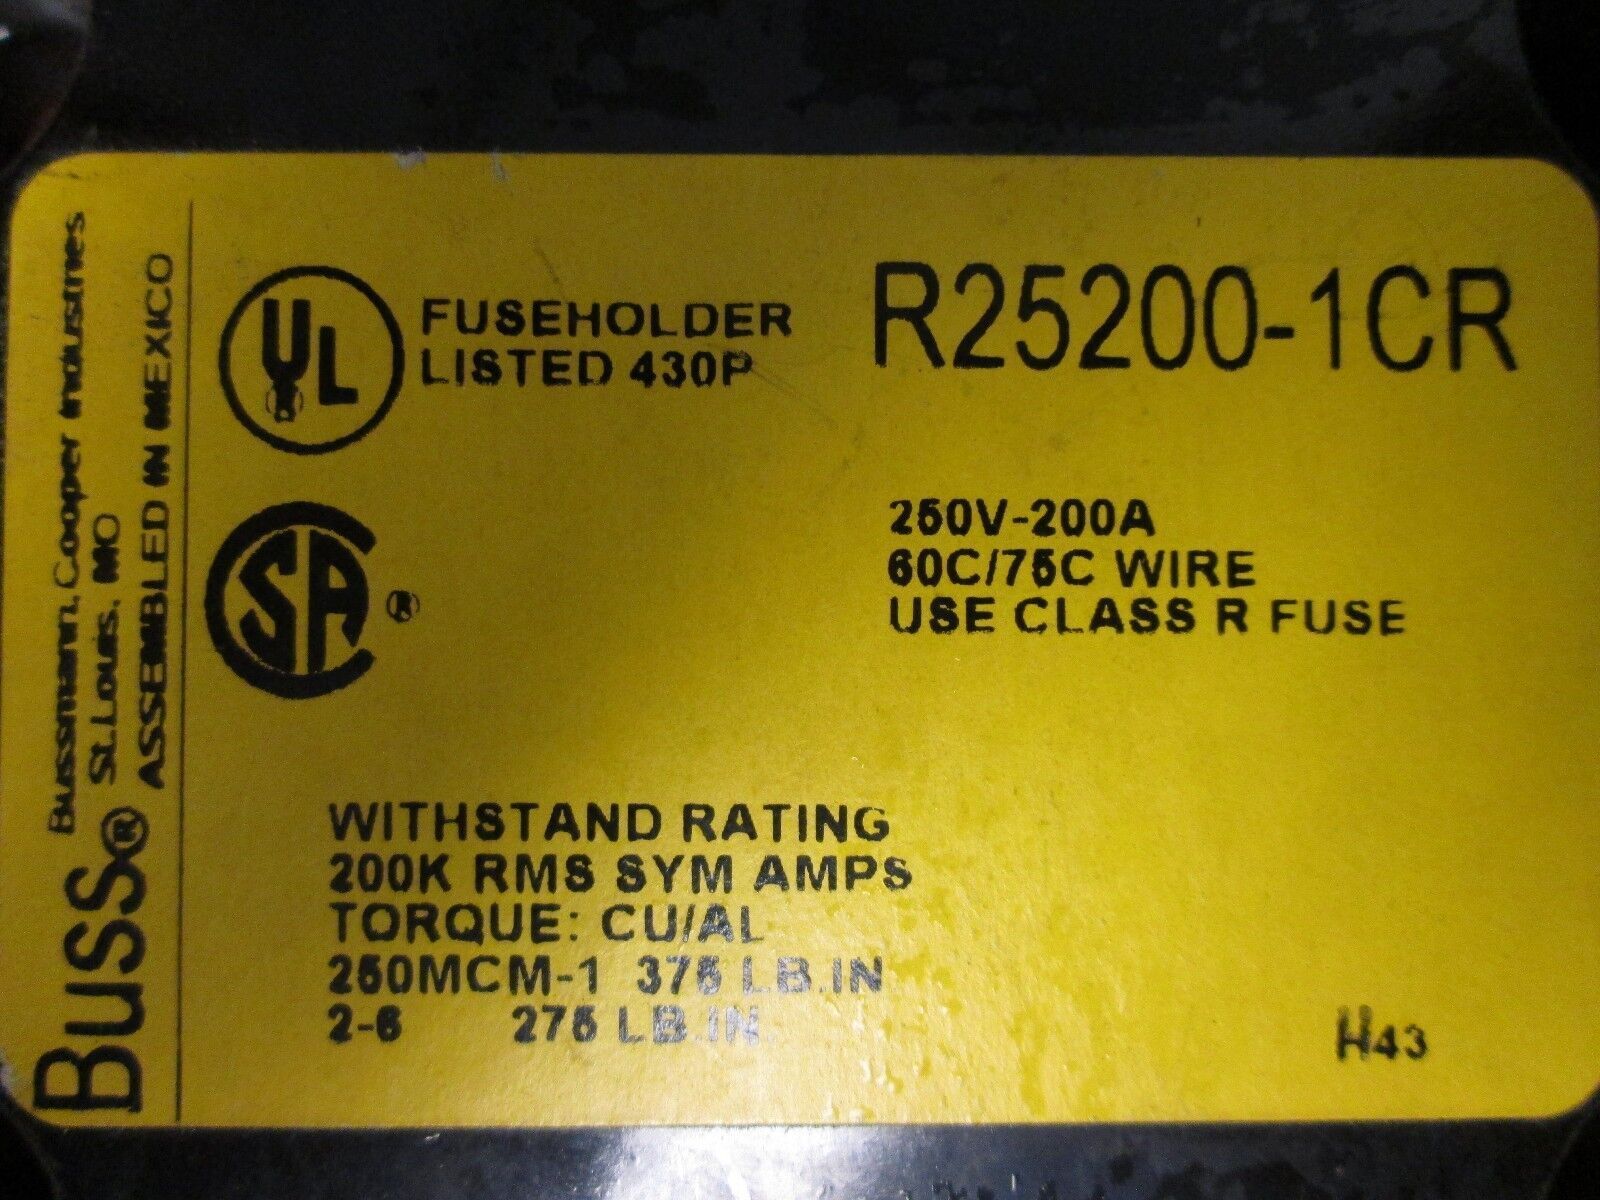 BUSS®
Bussmann, Cooper Industries
St. Louis, MO
ASSEMBLED IN MEXICO
UL
FUSEHOLDER
LISTED 430P
R25200-1CR
SA ®
250V-200A
60C/75C WIRE
USE CLASS R FUSE
WITHSTAND RATING
200K RMS SYM AMPS
TORQUE: CU/AL
250MCM-1 375 LB.IN
2-6 275 LB.IN.
H43